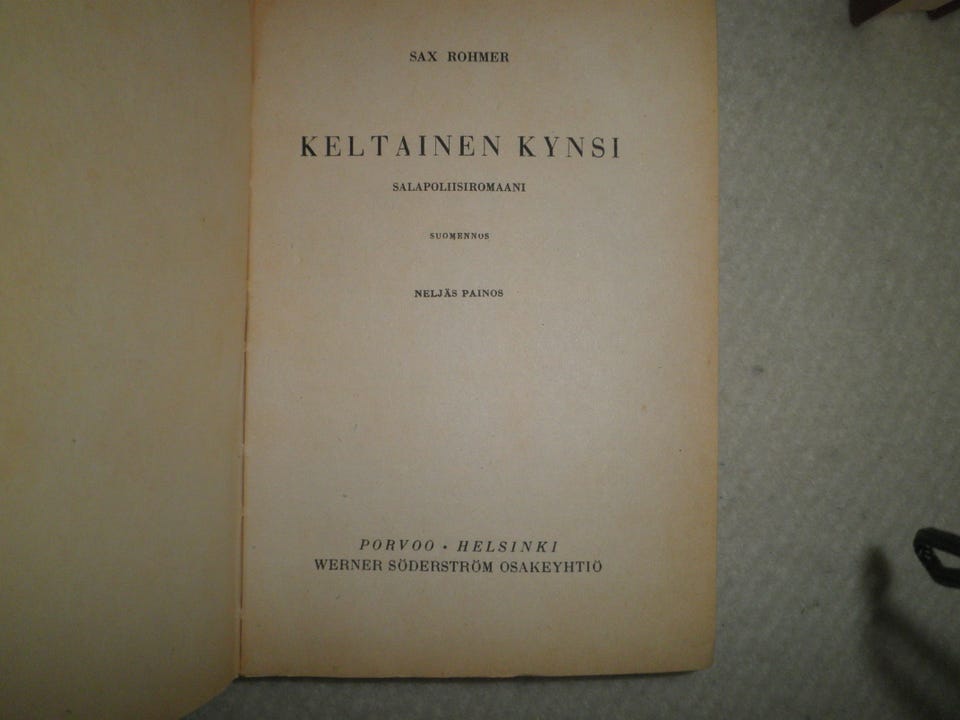 SAX ROHMER
KELTAINEN KYNSI
SALAPOLIISIROMAANI
SUOMENNOS
NELJÄS PAINOS
PORVOO • HELSINKI
WERNER SÖDERSTRÖM OSAKEYHTIÖ